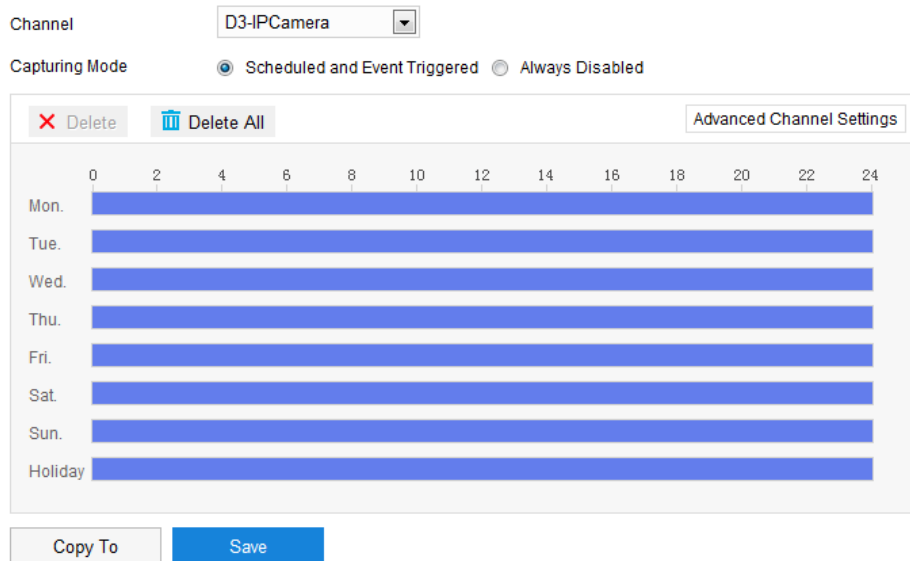 Channel D3-IPCamera
Capturing Mode Scheduled and Event Triggered Always Disabled
Delete Delete All Advanced Channel Settings
0 2 4 6 8 10 12 14 16 18 20 22 24
Mon.
Tue.
Wed.
Thu.
Fri.
Sat.
Sun.
Holiday
Copy To Save